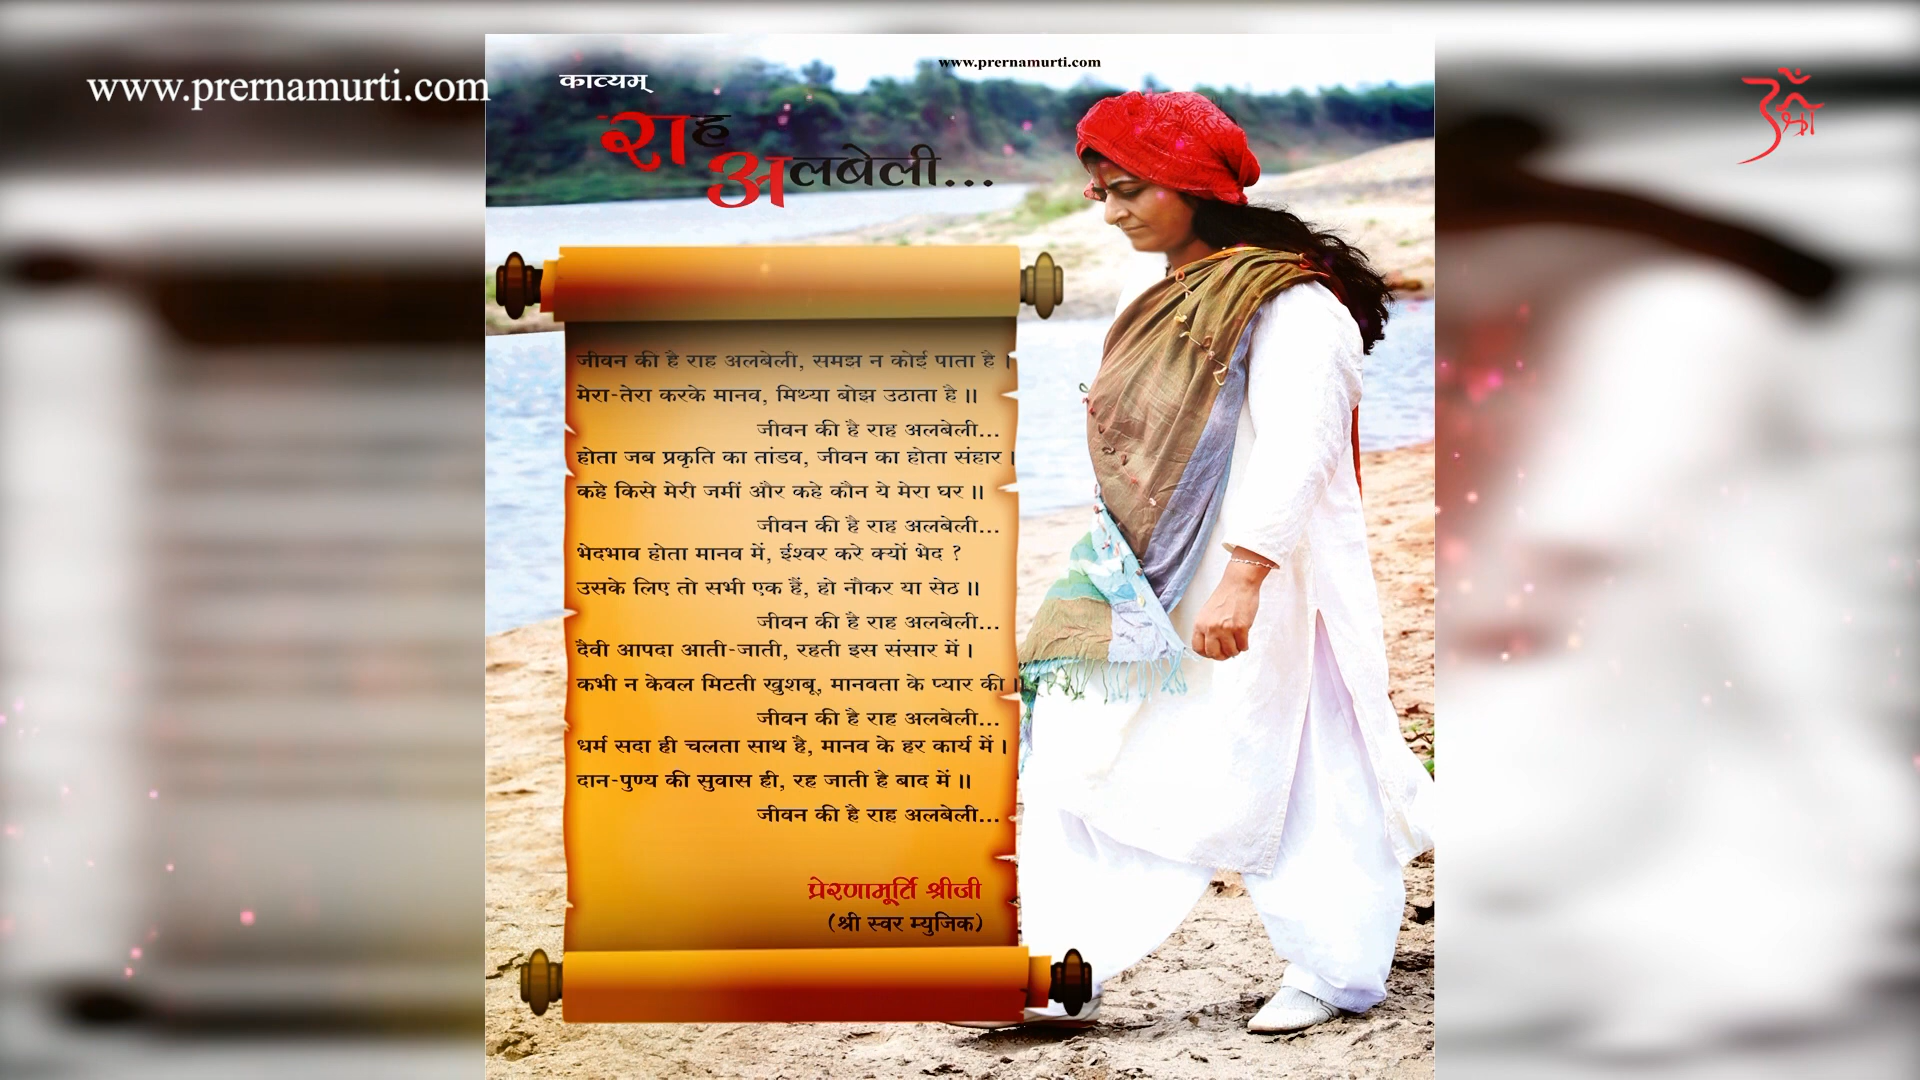 www.prernamurti.com
www.prernamurti.com
काव्यम्
राह
अलबेली...
जीवन की है राह अलबेली, समझ न कोई पाता है ।
मेरा-तेरा करके मानव, मिथ्या बोझ उठाता है ।।
जीवन की है राह अलबेली...
होता जब प्रकृति का तांडव, जीवन का होता संहार ।
कहे किसे मेरी जमीं और कहे कौन ये मेरा घर ।।
जीवन की है राह अलबेली...
भेदभाव होता मानव में, ईश्वर करे क्यों भेद ?
उसके लिए तो सभी एक हैं, हो नौकर या सेठ ।।
जीवन की है राह अलबेली...
दैवी आपदा आती-जाती, रहती इस संसार में ।
कभी न केवल मिटती खुशबू, मानवता के प्यार की ।।
जीवन की है राह अलबेली...
धर्म सदा ही चलता साथ है, मानव के हर कार्य में ।
दान-पुण्य की सुवास ही, रह जाती है बाद में ।।
जीवन की है राह अलबेली...
प्रेरणामूर्ति श्रीजी
(श्री स्वर म्युजिक)